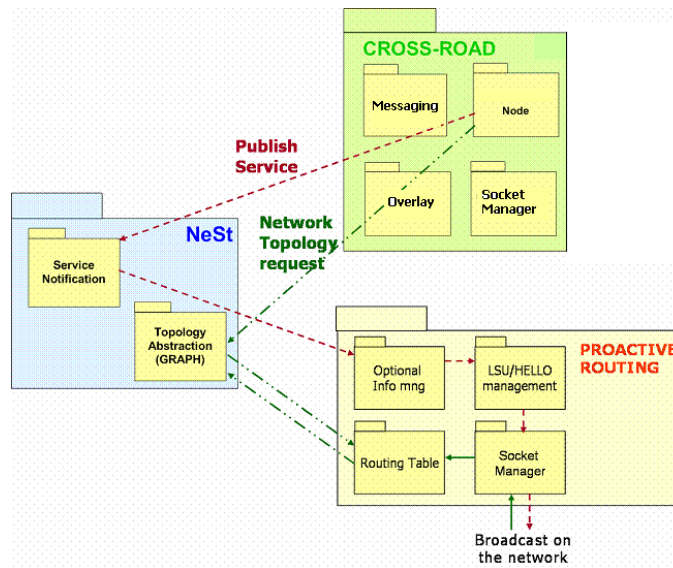 CROSS-ROAD
Messaging
Node
Publish
Service
Overlay
Socket
Manager
Network
Topology
request
NeSt
Service
Notification
Topology
Abstraction
(GRAPH)
PROACTIVE
ROUTING
Optional
Info mng
LSU/HELLO
management
Routing Table
Socket
Manager
Broadcast on
the network